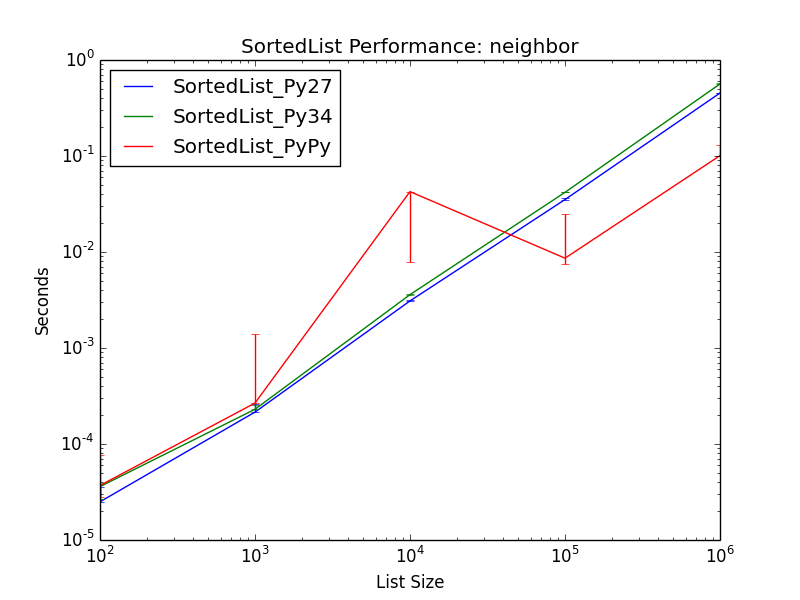 SortedList Performance: neighbor
SortedList_Py27
SortedList_Py34
SortedList_PyPy
10^0
10^-1
10^-2
10^-3
10^-4
10^-5
Seconds
10^2 10^3 10^4 10^5 10^6
List Size